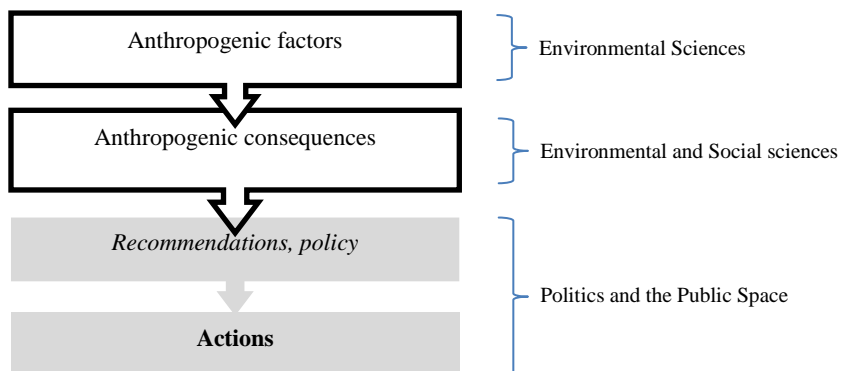 Anthropogenic factors
Environmental Sciences
Anthropogenic consequences
Environmental and Social sciences
Recommendations, policy
Politics and the Public Space
Actions